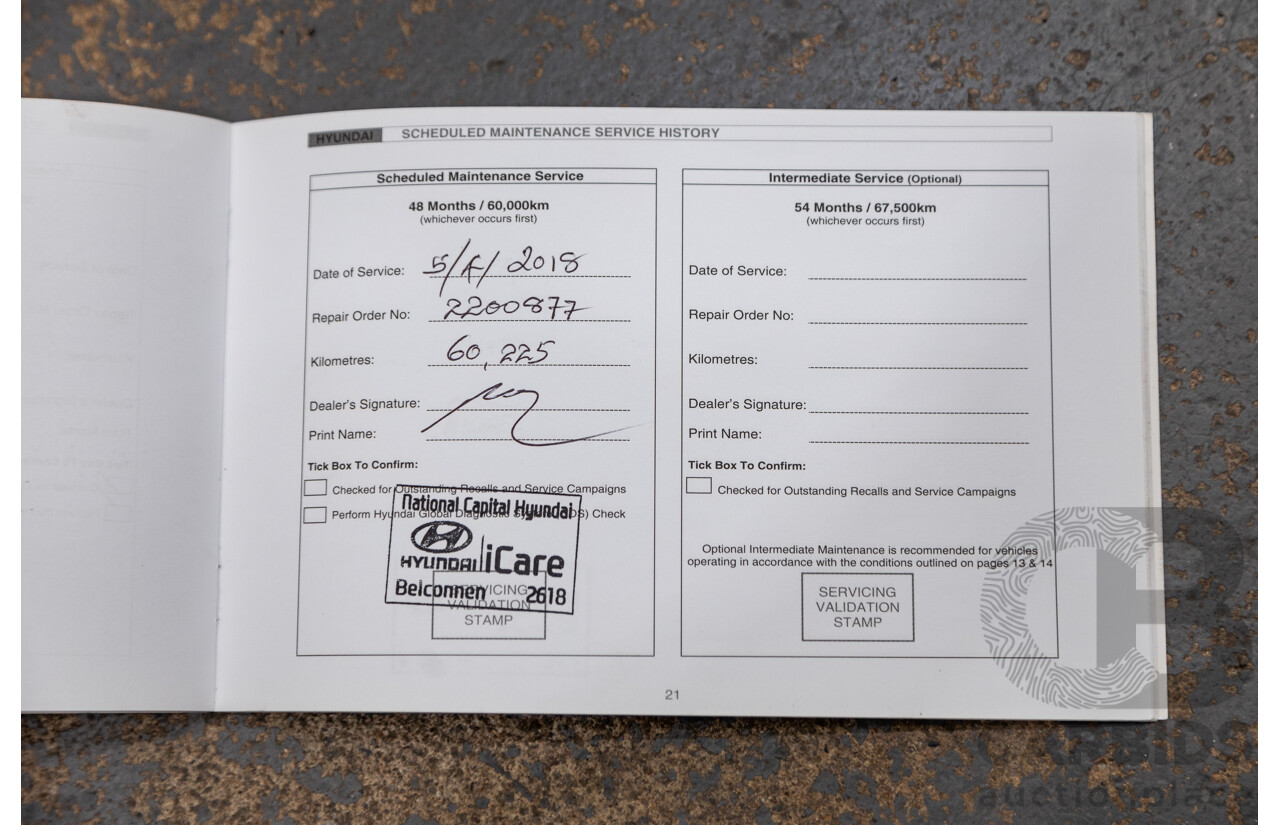 HYUNDAI SCHEDULED MAINTENANCE SERVICE HISTORY
Scheduled Maintenance Service
48 Months / 60,000km
(whichever occurs first)
Date of Service: 5/4/2018
Repair Order No: 2200877
Kilometres: 60,225
Dealer's Signature:
Print Name:
Tick Box To Confirm:
Checked for Outstanding Recalls and Service Campaigns
Perform Hyundai Global Diagnostic System (GDS) Check
National Capital Hyundai
HYUNDAI iCare
Belconnen 2618
SERVICING
VALIDATION
STAMP
Intermediate Service (Optional)
54 Months / 67,500km
(whichever occurs first)
Date of Service:
Repair Order No:
Kilometres:
Dealer's Signature:
Print Name:
Tick Box To Confirm:
Checked for Outstanding Recalls and Service Campaigns
Optional Intermediate Maintenance is recommended for vehicles
operating in accordance with the conditions outlined on pages 13 & 14
SERVICING
VALIDATION
STAMP
21
auctionplace